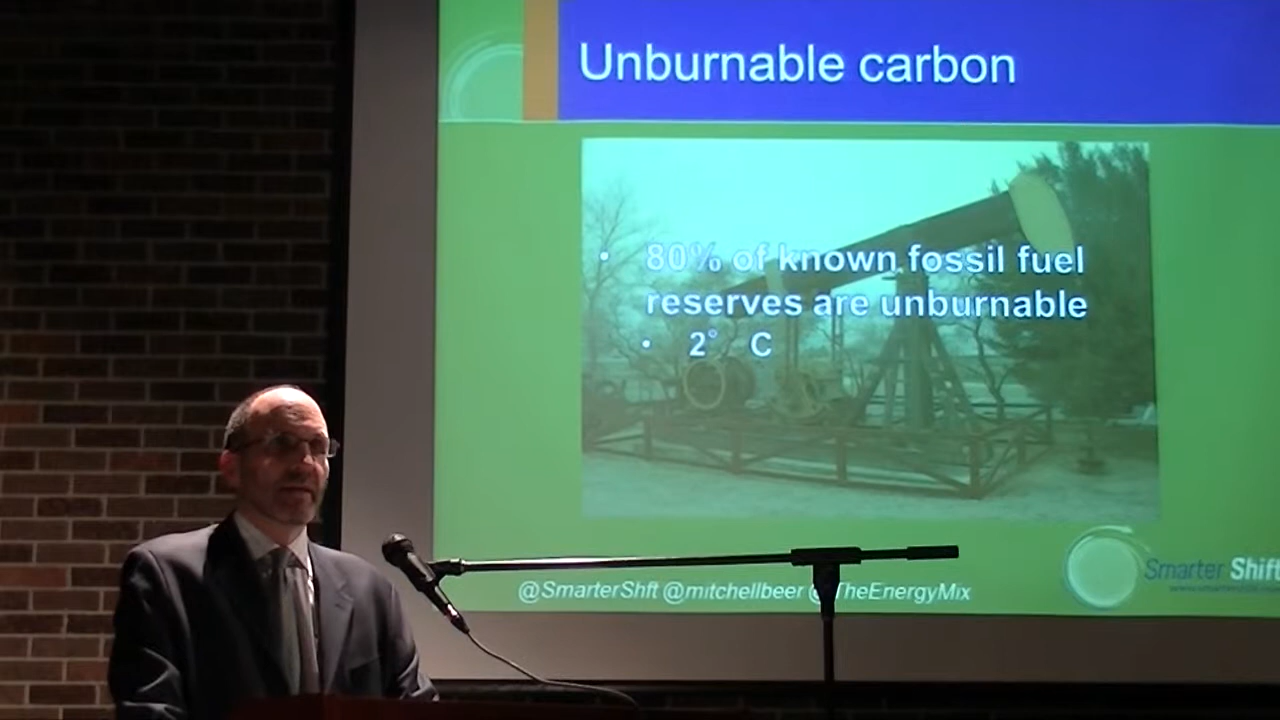 Unburnable carbon
• 80% of known fossil fuel
reserves are unburnable
• 2° C
@SmarterShft @mitchellbeer @TheEnergyMix
Smarter Shift